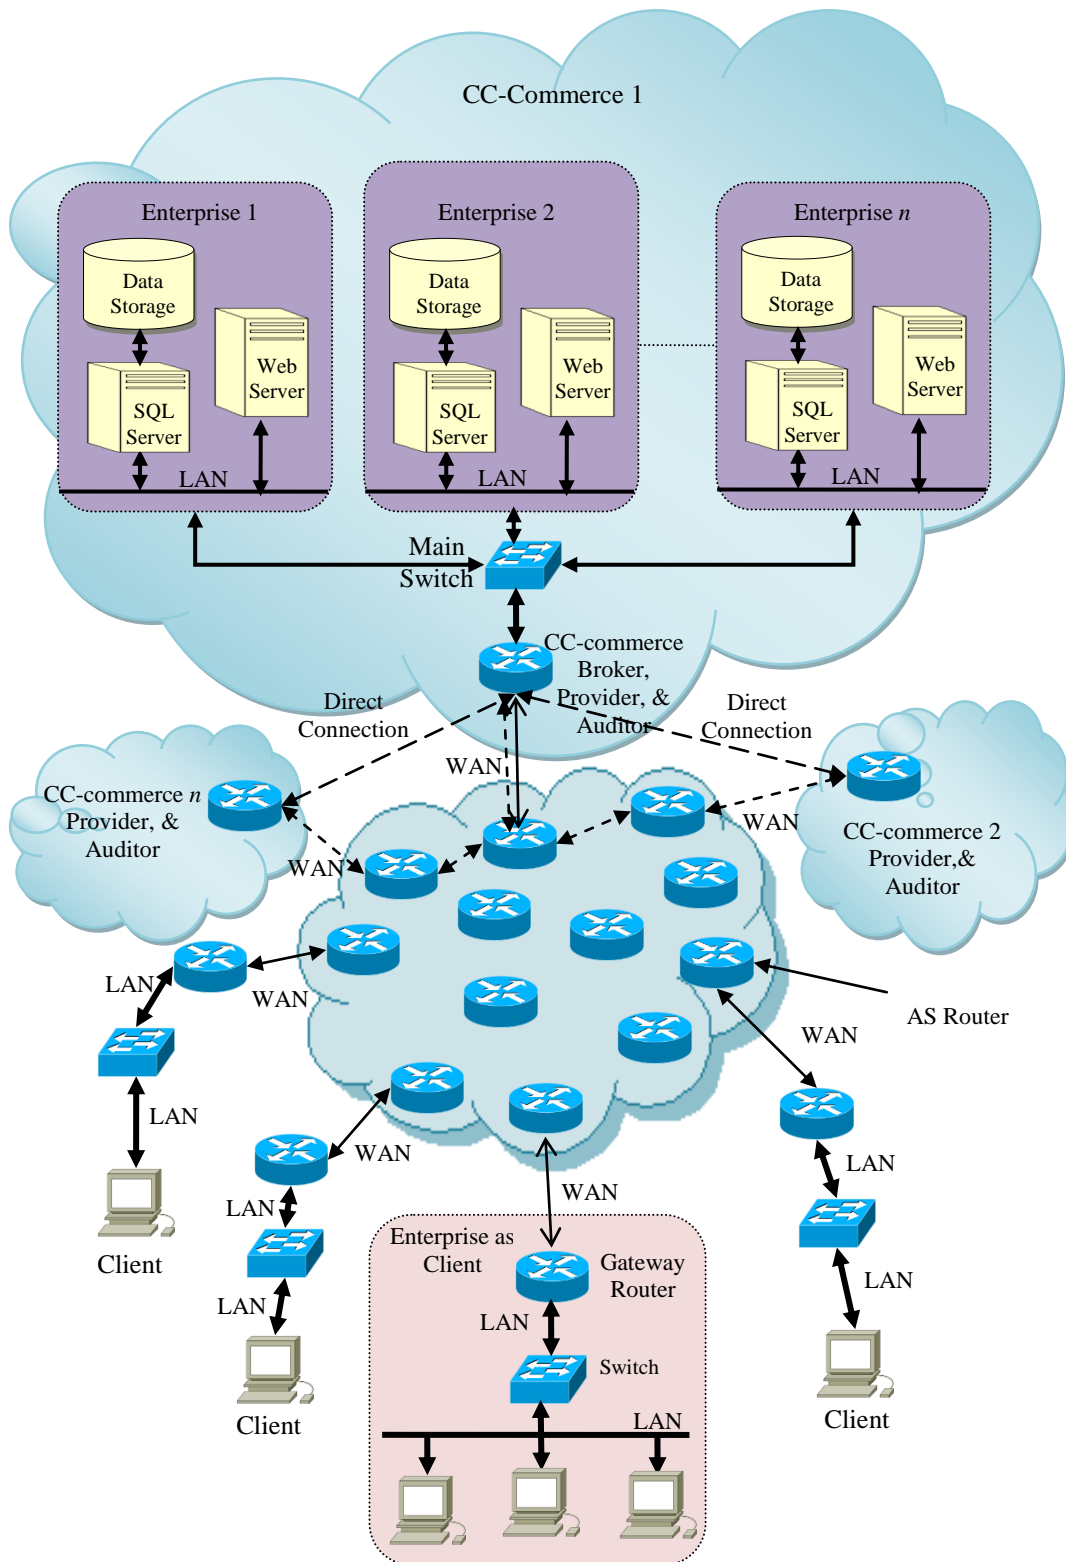 CC-Commerce 1
Enterprise 1
Enterprise 2
Enterprise n
Data
Storage
Data
Storage
Data
Storage
Web
Server
Web
Server
Web
Server
SQL
Server
SQL
Server
SQL
Server
LAN
LAN
LAN
Main
Switch
CC-commerce
Broker,
Provider, &
Auditor
Direct
Connection
Direct
Connection
WAN
CC-commerce n
Provider, &
Auditor
WAN
WAN
CC-commerce 2
Provider,&
Auditor
LAN
WAN
AS Router
WAN
LAN
WAN
LAN
WAN
LAN
Client
Enterprise as
Client
Gateway
Router
LAN
LAN
LAN
Switch
Client
Client
LAN